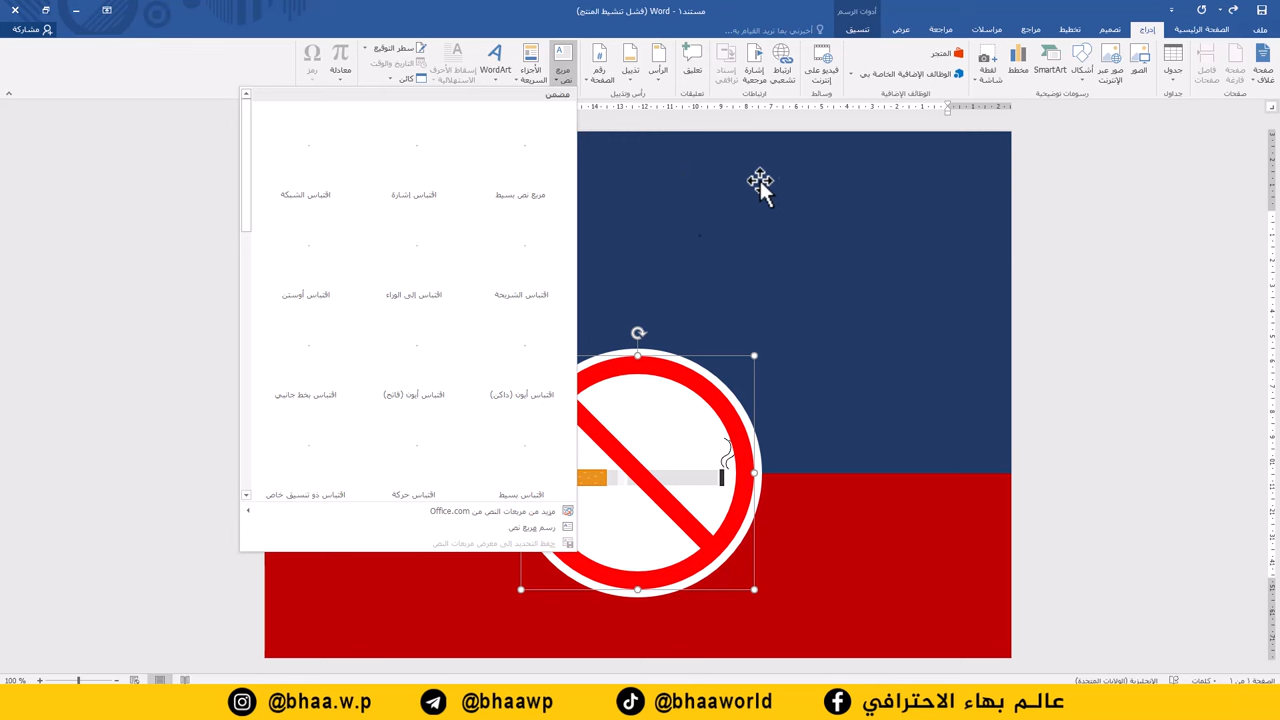 أدوات الرسم
مستند١ - Word (فشل تنشيط المنتج)
ملف
الصفحة الرئيسية
إدراج
تصميم
تخطيط
مراجع
مراسلات
مراجعة
عرض
تنسيق
أخبرني بما تريد القيام به...
مشاركة
صفحة غلاف
صفحة فارغة
فاصل صفحات
جدول
الصور
صور عبر الإنترنت
أشكال
SmartArt
مخطط
لقطة شاشة
المتجر
الوظائف الإضافية الخاصة بي
فيديو على إنترنت
ارتباط تشعبي
إشارة مرجعية
إسناد ترافقي
تعليق
الرأس
تذييل
رقم الصفحة
مربع نص
الأجزاء السريعة
WordArt
إسقاط الأحرف الاستهلالية
سطر التوقيع
التاريخ والوقت
كائن
معادلة
رمز
صفحات
جداول
رسومات توضيحية
الوظائف الإضافية
وسائط
ارتباطات
تعليقات
رأس وتذييل
مضمن
مربع نص بسيط
اقتباس إشارة
اقتباس الشبكة
اقتباس الشريحة
اقتباس إلى الوراء
اقتباس أوستن
اقتباس أيون (داكن)
اقتباس أيون (فاتح)
اقتباس بخط جانبي
اقتباس بسيط
اقتباس حركة
اقتباس ذو تنسيق خاص
مزيد من مربعات النص من Office.com
رسم مربع نص
حفظ التحديد إلى معرض مربعات النص
الصفحة ١ من ١
٠ كلمات
الإنجليزية (الولايات المتحدة)
100 %
@bhaa.w.p
@bhaawp
@bhaaworld
عالـم بهاء الاحترافي